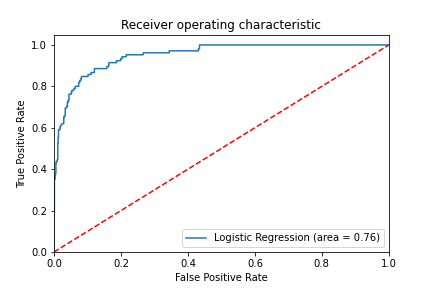 Receiver operating characteristic
True Positive Rate
1.0
0.8
0.6
0.4
0.2
0.0
Logistic Regression (area = 0.76)
0.0 0.2 0.4 0.6 0.8 1.0
False Positive Rate